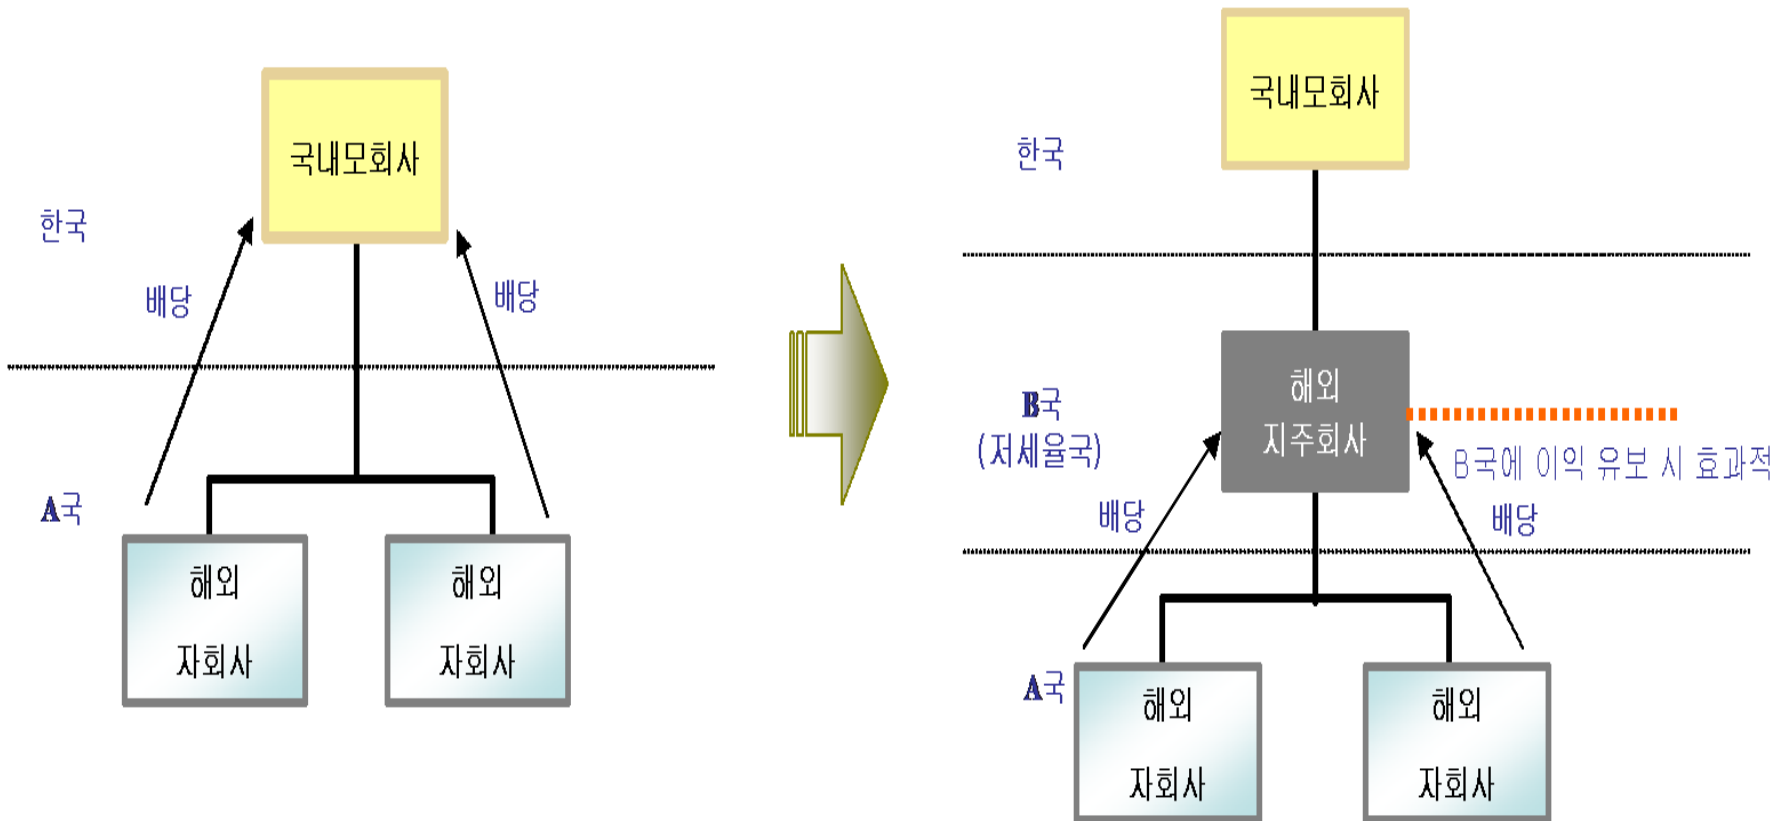 국내모회사
한국
배당
배당
A국
해외
자회사
해외
자회사
국내모회사
한국
B국
(저세율국)
해외
지주회사
B국에 이익 유보 시 효과적
배당
배당
A국
해외
자회사
해외
자회사